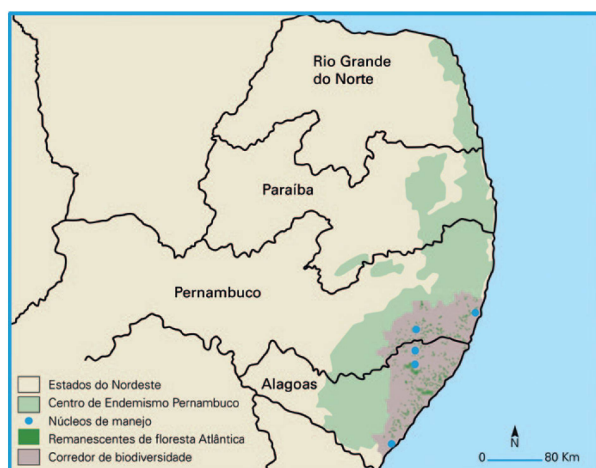 Rio Grande
do Norte
Paraíba
Pernambuco
Alagoas
Estados do Nordeste
Centro de Endemismo Pernambuco
Núcleos de manejo
Remanescentes de floresta Atlântica
Corredor de biodiversidade
N
0 80 Km